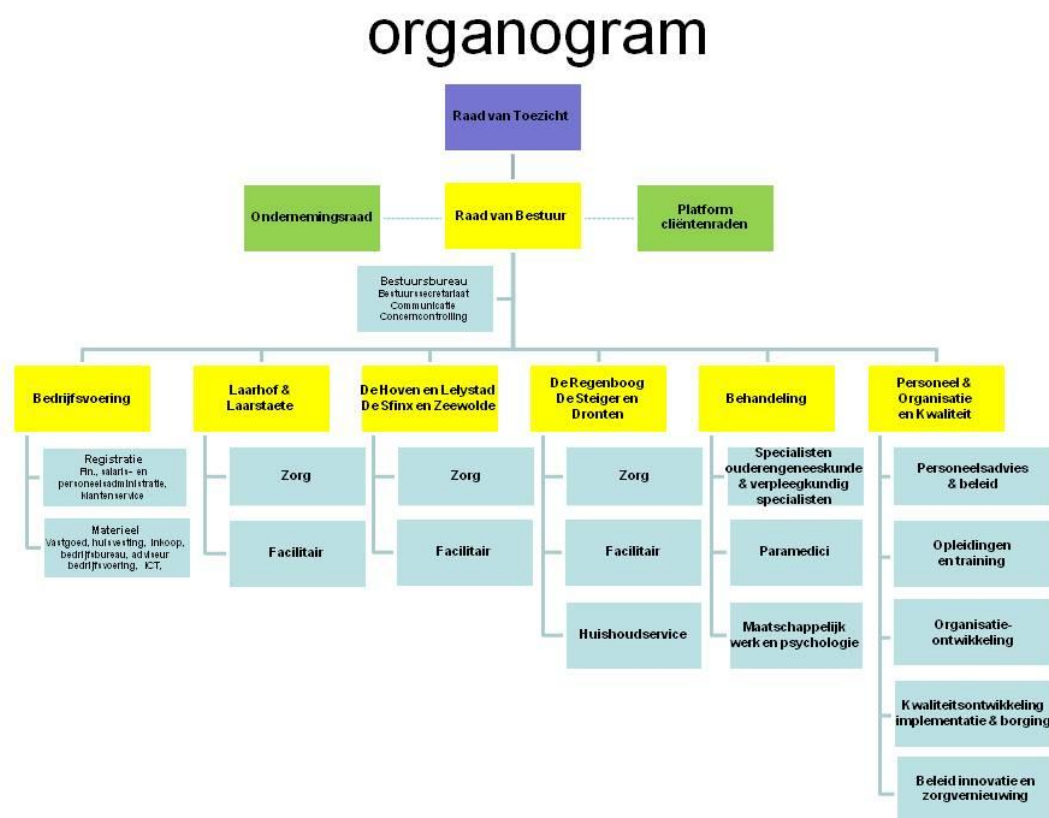 organogram
Raad van Toezicht
Ondernemingsraad
Raad van Bestuur
Platform
cliëntenraden
Bestuursbureau
Bestuurssecretariaat
Communicatie
Concerncontrolling
Bedrijfsvoering
Laarhof &
Laarstaete
De Hoven en Lelystad
De Sfinx en Zeewolde
De Regenboog
De Steiger en
Dronten
Behandeling
Personeel &
Organisatie
en Kwaliteit
Registratie
Fin., salaris- en
personeelsadministratie,
klantenservice
Materieel
Vastgoed, huisvesting, inkoop,
bedrijfsbureau, adviseur
bedrijfsvoering, ICT,
Zorg
Facilitair
Zorg
Facilitair
Zorg
Facilitair
Huishoudservice
Specialisten
ouderengeneeskunde
& verpleegkundig
specialisten
Paramedici
Maatschappelijk
werk en psychologie
Personeelsadvies
& beleid
Opleidingen
en training
Organisatie-
ontwikkeling
Kwaliteitsontwikkeling
implementatie & borging
Beleid innovatie en
zorgvernieuwing